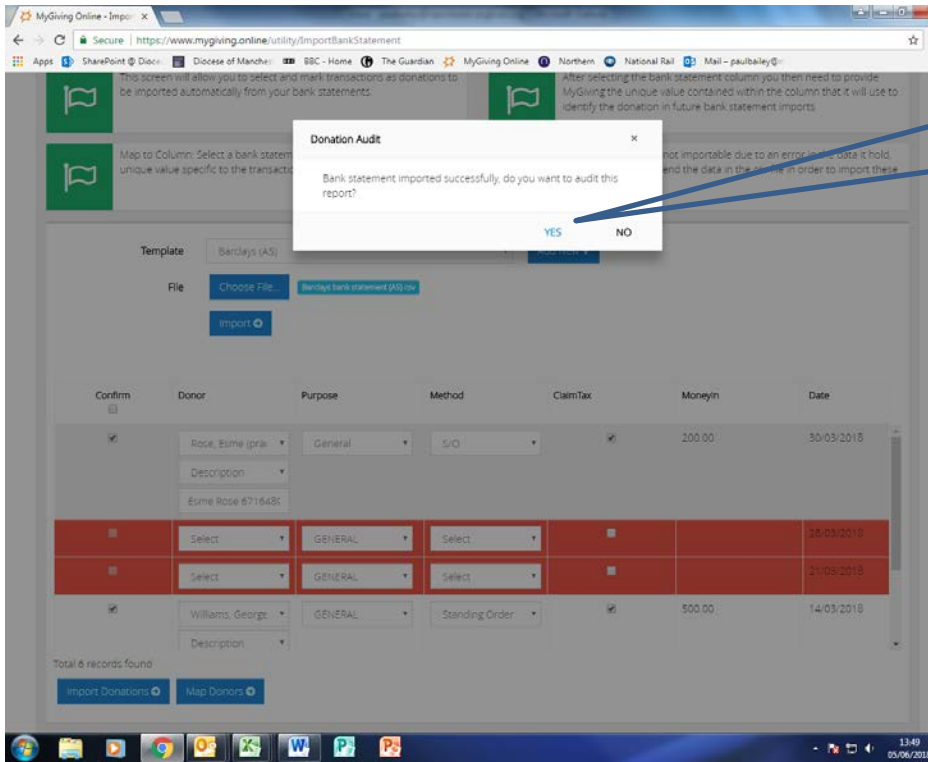 MyGiving Online - Impor
Secure | https://www.mygiving.online/utility/ImportBankStatement
Apps SharePoint @ Dioce Diocese of Manches BBC - Home The Guardian MyGiving Online Northern National Rail Mail – paulbailey@
This screen will allow you to select and mark transactions as donations to
be imported automatically from your bank statements.
After selecting the bank statement column you then need to provide
MyGiving the unique value contained within the column that it will use to
identify the donation in future bank statement imports
Map to Column: Select a bank statem
unique value specific to the transactio
not importable due to an error in the data it hold,
end the data in the file in order to import these
Donation Audit ×
Bank statement imported successfully, do you want to audit this
report?
YES NO
Template Barclays (AS) Add New
File Choose File... Barclays bank statement (AS).csv
Import
Confirm Donor Purpose Method ClaimTax MoneyIn Date
Rose, Esme (prai General S/O 200.00 30/03/2018
Description
Esme Rose 671648
Select GENERAL Select 26/03/2018
Select GENERAL Select 21/03/2018
Williams, George GENERAL Standing Order 500.00 14/03/2018
Description
Total 6 records found
Import Donations Map Donors
13:49
05/06/2018